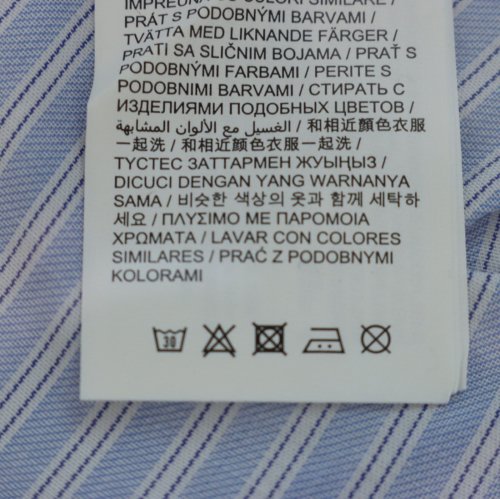 SIMILARE /
PRÁT S PODOBNÝMI BARVAMI /
TVÄTTA MED LIKNANDE FÄRGER /
PRATI SA SLIČNIM BOJAMA / PRAŤ S
PODOBNÝMI FARBAMI / PERITE S
PODOBNIMI BARVAMI / СТИРАТЬ С
ИЗДЕЛИЯМИ ПОДОБНЫХ ЦВЕТОВ /
الغسيل مع الألوان المشابهة / 和相近顏色衣服
一起洗 / 和相近颜色衣服一起洗 /
ТҮСТЕС ЗАТТАРМЕН ЖУЫҢЫЗ /
DICUCI DENGAN YANG WARNANYA
SAMA / 비슷한 색상의 옷과 함께 세탁하
세요 / ΠΛΥΣΙΜΟ ΜΕ ΠΑΡΟΜΟΙΑ
ΧΡΩΜΑΤΑ / LAVAR CON COLORES
SIMILARES / PRAĆ Z PODOBNYMI
KOLORAMI
30